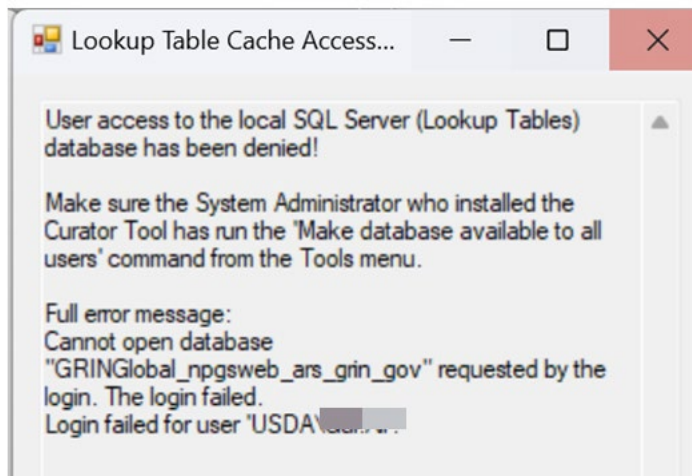 Lookup Table Cache Access...
User access to the local SQL Server (Lookup Tables)
database has been denied!
Make sure the System Administrator who installed the
Curator Tool has run the 'Make database available to all
users' command from the Tools menu.
Full error message:
Cannot open database
"GRINGlobal_npgsweb_ars_grin_gov" requested by the
login. The login failed.
Login failed for user 'USDA\